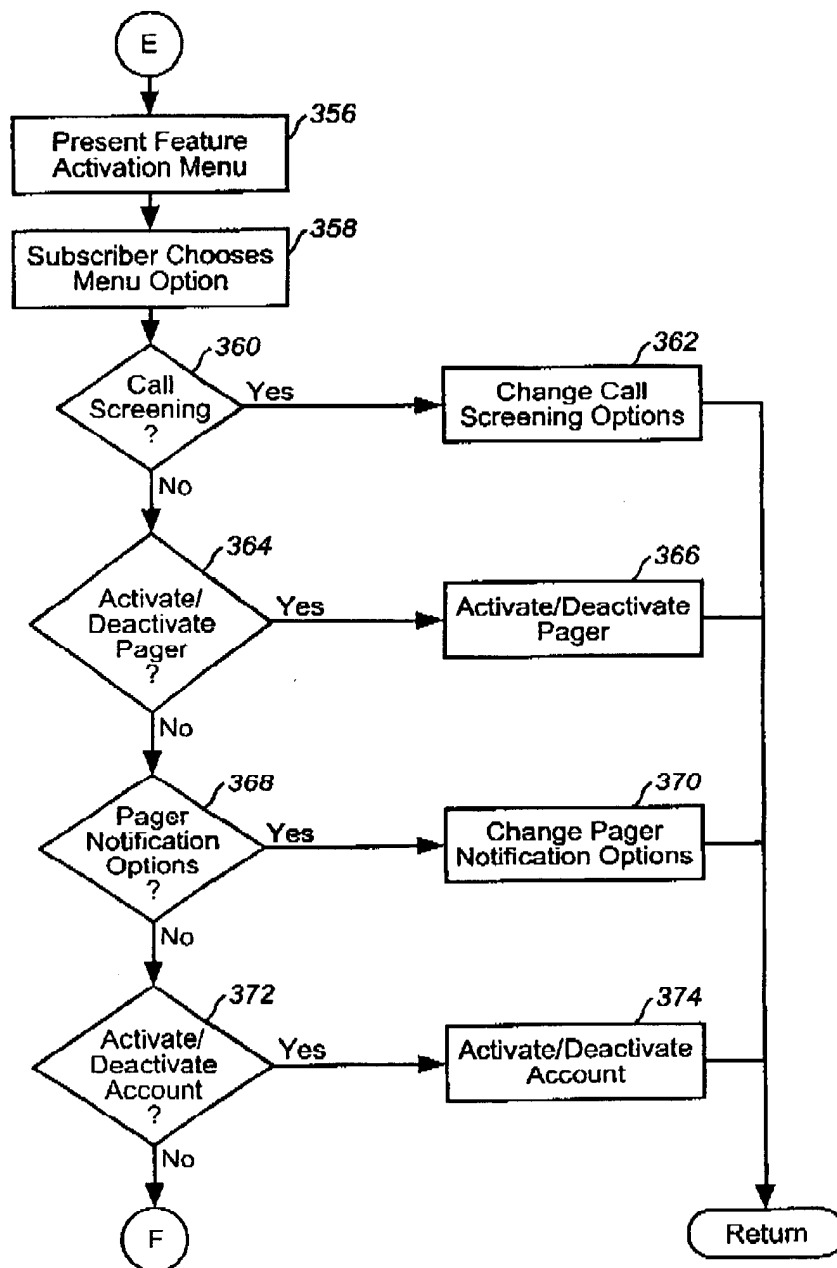 E
356
Present Feature
Activation Menu
358
Subscriber Chooses
Menu Option
360
Call
Screening
?
Yes
362
Change Call
Screening Options
No
364
Activate/
Deactivate
Pager
?
Yes
366
Activate/Deactivate
Pager
No
368
Pager
Notification
Options
?
Yes
370
Change Pager
Notification Options
No
372
Activate/
Deactivate
Account
?
Yes
374
Activate/Deactivate
Account
No
F
Return